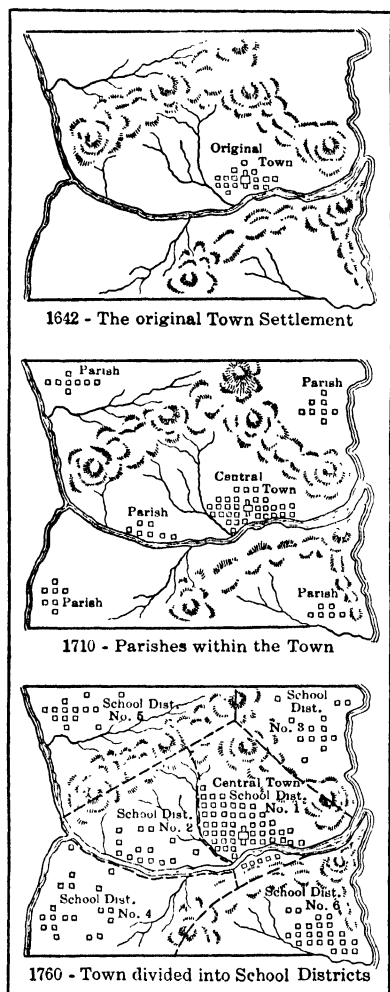 Original
Town
1642 - The original Town Settlement
Parish
Parish
Central
Town
Parish
Parish
Parish
1710 - Parishes within the Town
School Dist.
No. 5
School
Dist.
No. 3
Central Town
School Dist.
No. 1
School Dist.
No. 2
School Dist.
No. 4
School Dist.
No. 6
1760 - Town divided into School Districts